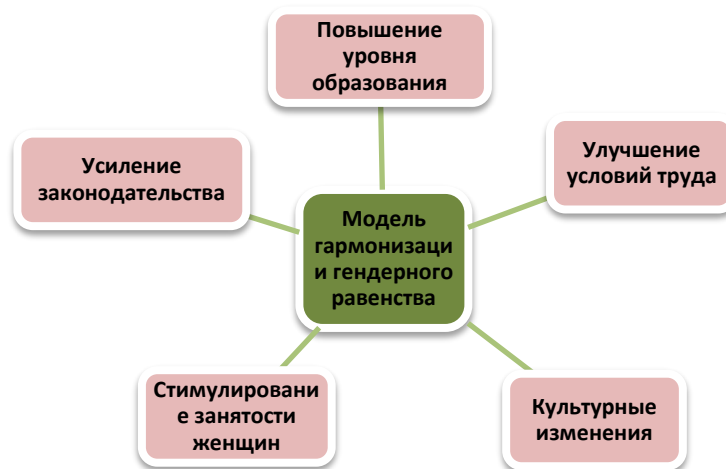 Повышение
уровня
образования
Улучшение
условий труда
Усиление
законодательства
Модель
гармонизаци
и гендерного
равенства
Стимулировани
е занятости
женщин
Культурные
изменения